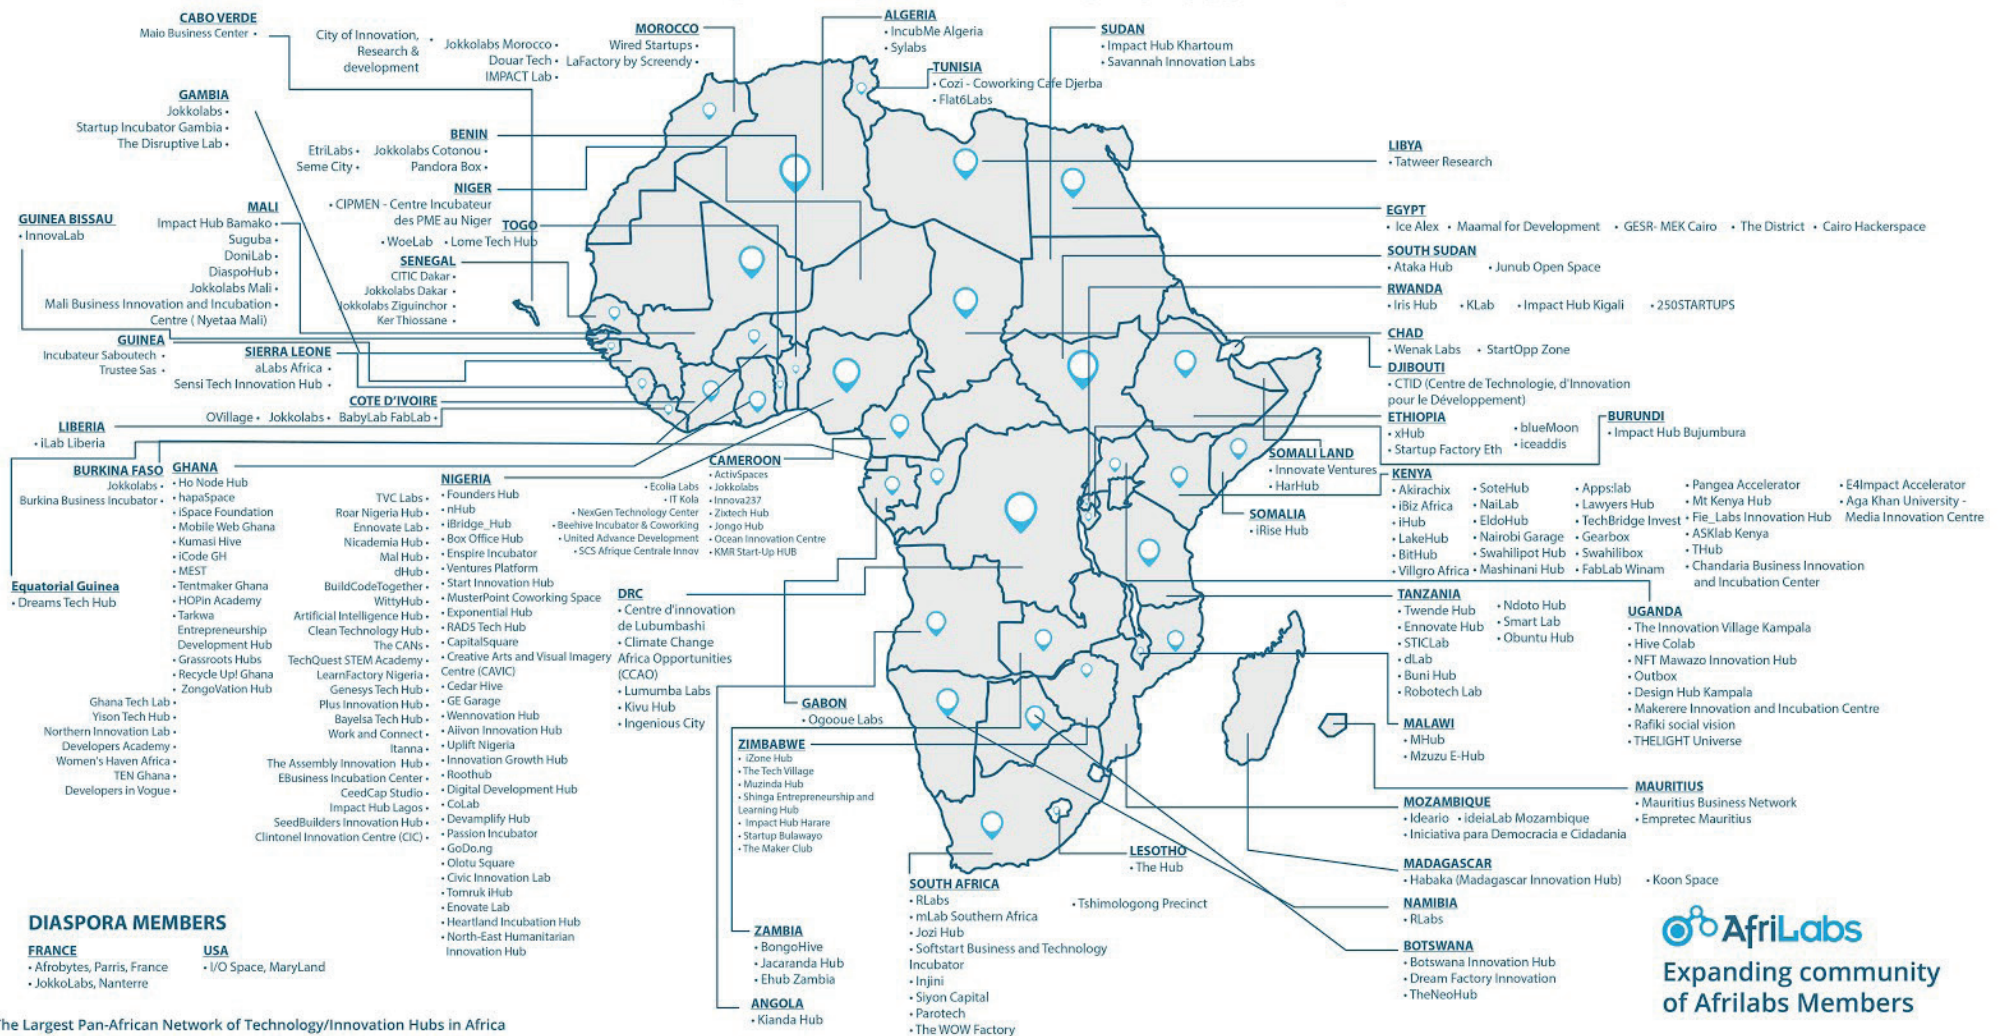 CABO VERDE
Maio Business Center •
City of Innovation, •
Research &
development
Jokkolabs Morocco •
Douar Tech •
IMPACT Lab •
MOROCCO
Wired Startups •
LaFactory by Screendy •
ALGERIA
• IncubMe Algeria
• Sylabs
TUNISIA
• Cozi - Coworking Cafe Djerba
• Flat6Labs
SUDAN
• Impact Hub Khartoum
• Savannah Innovation Labs
GAMBIA
Jokkolabs •
Startup Incubator Gambia •
The Disruptive Lab •
BENIN
EtriLabs • Jokkolabs Cotonou •
Seme City • Pandora Box •
NIGER
• CIPMEN - Centre Incubateur
des PME au Niger
TOGO
• WoeLab • Lome Tech Hub
LIBYA
• Tatweer Research
EGYPT
• Ice Alex • Maamal for Development • GESR- MEK Cairo • The District • Cairo Hackerspace
GUINEA BISSAU
• InnovaLab
MALI
Impact Hub Bamako •
Suguba •
DoniLab •
DiaspoHub •
Jokkolabs Mali •
Mali Business Innovation and Incubation •
Centre ( Nyetaa Mali)
SENEGAL
CITIC Dakar •
Jokkolabs Dakar •
Jokkolabs Ziguinchor •
Ker Thiossane •
SOUTH SUDAN
• Ataka Hub • Junub Open Space
RWANDA
• Iris Hub • KLab • Impact Hub Kigali • 250STARTUPS
CHAD
• Wenak Labs • StartOpp Zone
DJIBOUTI
• CTID (Centre de Technologie, d'Innovation
pour le Développement)
GUINEA
Incubateur Saboutech •
Trustee Sas •
SIERRA LEONE
aLabs Africa •
Sensi Tech Innovation Hub •
COTE D'IVOIRE
OVillage • Jokkolabs • BabyLab FabLab •
LIBERIA
• iLab Liberia
ETHIOPIA
• xHub
• Startup Factory Eth
• blueMoon
• iceaddis
BURUNDI
• Impact Hub Bujumbura
SOMALI LAND
• Innovate Ventures
• HarHub
SOMALIA
• iRise Hub
BURKINA FASO
Jokkolabs •
Burkina Business Incubator •
GHANA
• Ho Node Hub
• hapaSpace
• iSpace Foundation
• Mobile Web Ghana
• Kumasi Hive
• iCode GH
• MEST
• Tentmaker Ghana
• HOPin Academy
• Tarkwa
Entrepreneurship
Development Hub
• Grassroots Hubs
• Recycle Up! Ghana
• ZongoVation Hub
Ghana Tech Lab •
Yison Tech Hub •
Northern Innovation Lab •
Developers Academy •
Women's Haven Africa •
TEN Ghana •
Developers in Vogue •
Equatorial Guinea
• Dreams Tech Hub
NIGERIA
TVC Labs •
Roar Nigeria Hub •
Ennovate Lab •
Nicademia Hub •
Mal Hub •
dHub •
BuildCodeTogether •
WittyHub •
Artificial Intelligence Hub •
Clean Technology Hub •
The CANs •
TechQuest STEM Academy •
LearnFactory Nigeria •
Genesys Tech Hub •
Plus Innovation Hub •
Bayelsa Tech Hub •
Work and Connect •
Itanna •
The Assembly Innovation Hub •
EBusiness Incubation Center •
CeedCap Studio •
Impact Hub Lagos •
SeedBuilders Innovation Hub •
Clintonel Innovation Centre (CIC) •
• Founders Hub
• nHub
• iBridge_Hub
• Box Office Hub
• Enspire Incubator
• Ventures Platform
• Start Innovation Hub
• MusterPoint Coworking Space
• Exponential Hub
• RAD5 Tech Hub
• CapitalSquare
• Creative Arts and Visual Imagery
Centre (CAVIC)
• Cedar Hive
• GE Garage
• Wennovation Hub
• Aiivon Innovation Hub
• Uplift Nigeria
• Innovation Growth Hub
• Roothub
• Digital Development Hub
• CoLab
• Devamplify Hub
• Passion Incubator
• GoDo.ng
• Olotu Square
• Civic Innovation Lab
• Tomruk iHub
• Enovate Lab
• Heartland Incubation Hub
• North-East Humanitarian
Innovation Hub
CAMEROON
• Ecolia Labs
• IT Kola
• NexGen Technology Center
• Beehive Incubator & Coworking
• United Advance Development
• SCS Afrique Centrale Innov
• ActivSpaces
• Jokkolabs
• Innova237
• Zixtech Hub
• Jongo Hub
• Ocean Innovation Centre
• KMR Start-Up HUB
DRC
• Centre d'innovation
de Lubumbashi
• Climate Change
Africa Opportunities
(CCAO)
• Lumumba Labs
• Kivu Hub
• Ingenious City
GABON
• Ogooue Labs
KENYA
• Akirachix
• iBiz Africa
• iHub
• LakeHub
• BitHub
• Villgro Africa
• SoteHub
• NaiLab
• EldoHub
• Nairobi Garage
• Swahilipot Hub
• Mashinani Hub
• Apps:lab
• Lawyers Hub
• TechBridge Invest
• Gearbox
• Swahilibox
• FabLab Winam
• Pangea Accelerator
• Mt Kenya Hub
• Fie_Labs Innovation Hub
• ASKlab Kenya
• THub
• Chandaria Business Innovation
and Incubation Center
• E4Impact Accelerator
• Aga Khan University -
Media Innovation Centre
TANZANIA
• Twende Hub
• Ennovate Hub
• STICLab
• dLab
• Buni Hub
• Robotech Lab
• Ndoto Hub
• Smart Lab
• Obuntu Hub
UGANDA
• The Innovation Village Kampala
• Hive Colab
• NFT Mawazo Innovation Hub
• Outbox
• Design Hub Kampala
• Makerere Innovation and Incubation Centre
• Rafiki social vision
• THELIGHT Universe
MALAWI
• MHub
• Mzuzu E-Hub
ZIMBABWE
• iZone Hub
• The Tech Village
• Muzinda Hub
• Shinga Entrepreneurship and
Learning Hub
• Impact Hub Harare
• Startup Bulawayo
• The Maker Club
MAURITIUS
• Mauritius Business Network
• Empretec Mauritius
MOZAMBIQUE
• Ideario • ideiaLab Mozambique
• Iniciativa para Democracia e Cidadania
LESOTHO
• The Hub
MADAGASCAR
• Habaka (Madagascar Innovation Hub) • Koon Space
SOUTH AFRICA
• RLabs
• mLab Southern Africa
• Jozi Hub
• Softstart Business and Technology
Incubator
• Injini
• Siyon Capital
• Parotech
• The WOW Factory
• Tshimologong Precinct
NAMIBIA
• RLabs
BOTSWANA
• Botswana Innovation Hub
• Dream Factory Innovation
• TheNeoHub
ZAMBIA
• BongoHive
• Jacaranda Hub
• Ehub Zambia
ANGOLA
• Kianda Hub
DIASPORA MEMBERS
FRANCE
• Afrobytes, Parris, France
• JokkoLabs, Nanterre
USA
• I/O Space, MaryLand
AfriLabs
Expanding community
of Afrilabs Members
The Largest Pan-African Network of Technology/Innovation Hubs in Africa